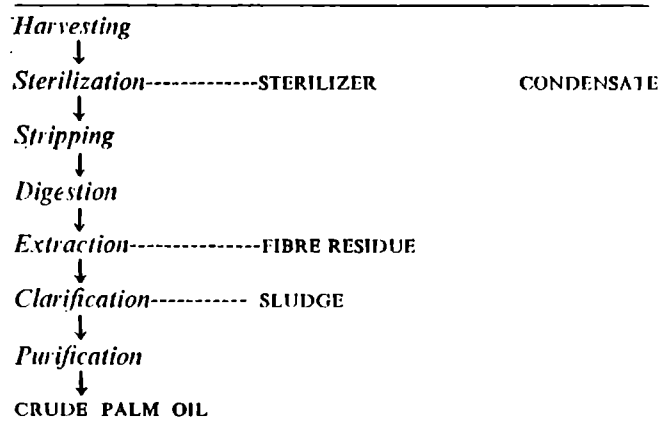 Harvesting
Sterilization-------------STERILIZER CONDENSATE
Stripping
Digestion
Extraction---------------FIBRE RESIDUE
Clarification----------- SLUDGE
Purification
CRUDE PALM OIL